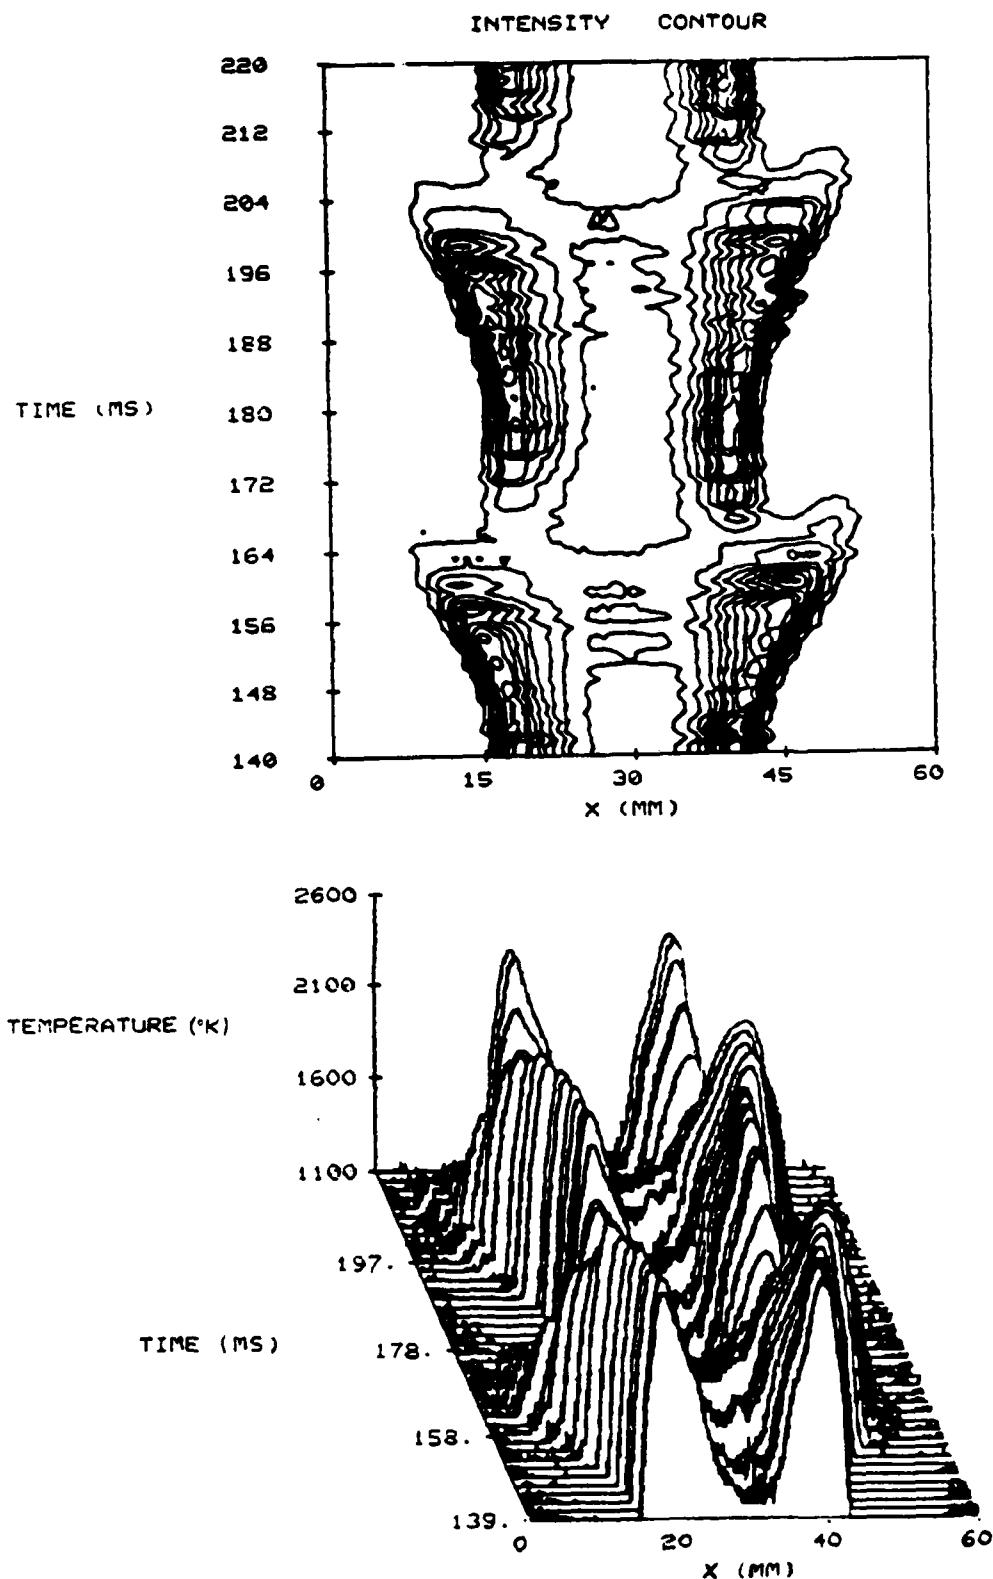 INTENSITY CONTOUR
220
212
204
196
188
TIME (MS)
180
172
164
156
148
140
0 15 30 45 60
X (MM)
2600
2100
TEMPERATURE (°K)
1600
1100
197.
TIME (MS)
178.
158.
139.
0 20 40 60
X (MM)